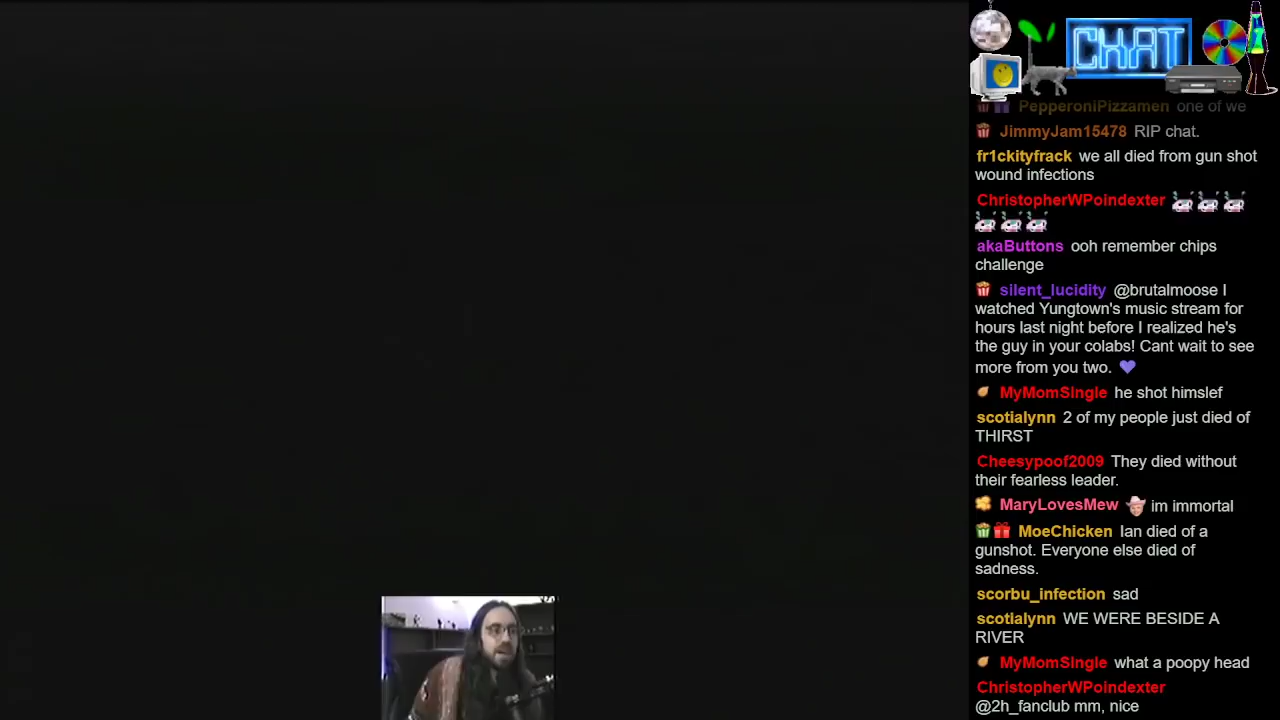 CHAT
PepperoniPizzamen one of we
JimmyJam15478 RIP chat.
fr1ckityfrack we all died from gun shot
wound infections
ChristopherWPoindexter
akaButtons ooh remember chips
challenge
silent_lucidity @brutalmoose I
watched Yungtown's music stream for
hours last night before I realized he's
the guy in your colabs! Cant wait to see
more from you two.
MyMomSIngle he shot himslef
scotialynn 2 of my people just died of
THIRST
Cheesypoof2009 They died without
their fearless leader.
MaryLovesMew im immortal
MoeChicken Ian died of a
gunshot. Everyone else died of
sadness.
scorbu_infection sad
scotialynn WE WERE BESIDE A
RIVER
MyMomSIngle what a poopy head
ChristopherWPoindexter
@2h_fanclub mm, nice